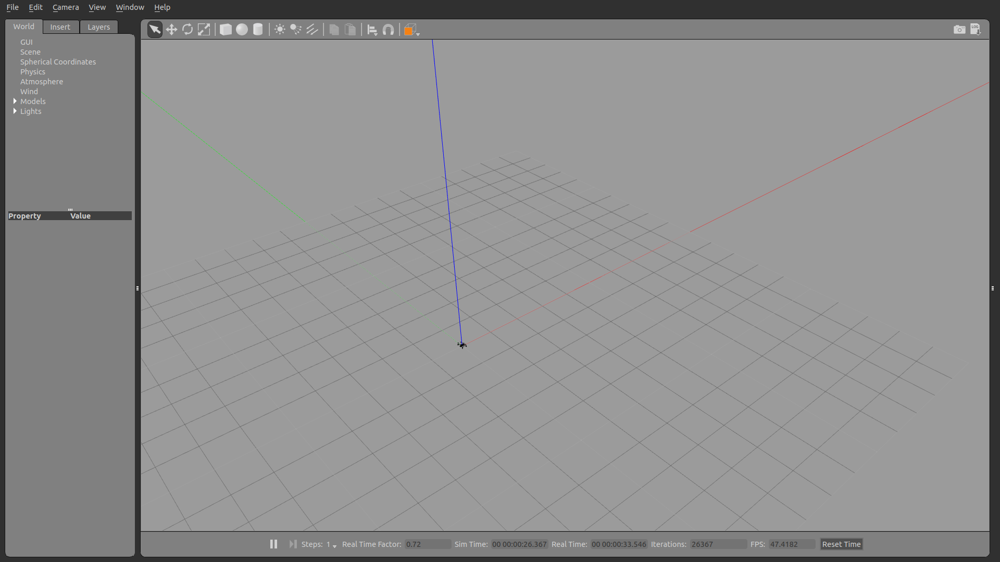 File Edit Camera View Window Help
World Insert Layers
LOG
GUI
Scene
Spherical Coordinates
Physics
Atmosphere
Wind
Models
Lights
Property Value
Steps: 1 Real Time Factor: 0.72 Sim Time: 00 00:00:26.367 Real Time: 00 00:00:33.546 Iterations: 26367 FPS: 47.4182 Reset Time